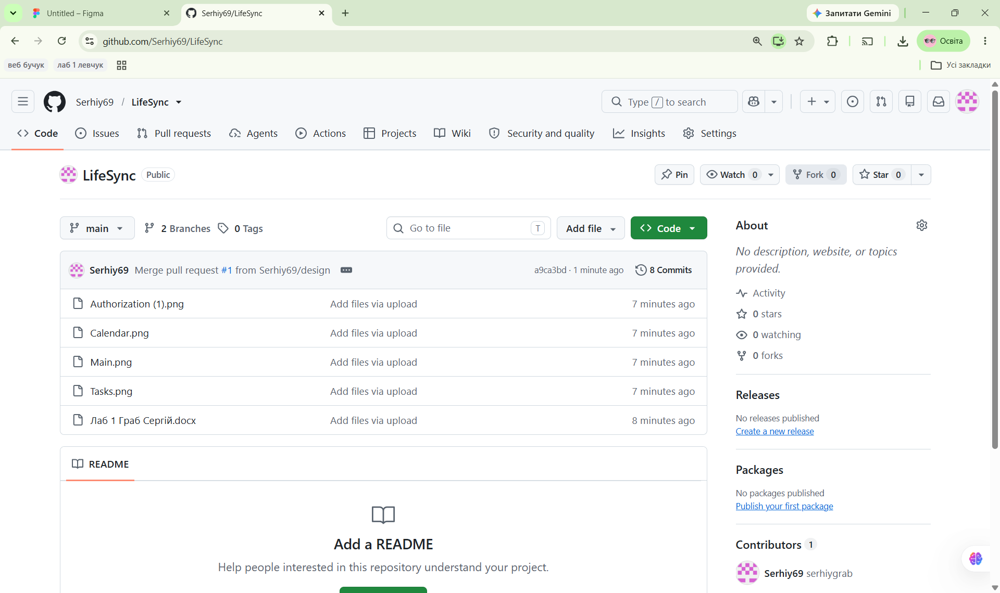 Untitled – Figma
Serhiy69/LifeSync
Запитати Gemini
github.com/Serhiy69/LifeSync
Освіта
веб бучук
лаб 1 левчук
Усі закладки
Serhiy69 / LifeSync
Type / to search
Code
Issues
Pull requests
Agents
Actions
Projects
Wiki
Security and quality
Insights
Settings
LifeSync Public
Pin
Watch 0
Fork 0
Star 0
main
2 Branches
0 Tags
Go to file T
Add file
Code
Serhiy69 Merge pull request #1 from Serhiy69/design
a9ca3bd · 1 minute ago
8 Commits
Authorization (1).png Add files via upload 7 minutes ago
Calendar.png Add files via upload 7 minutes ago
Main.png Add files via upload 7 minutes ago
Tasks.png Add files via upload 7 minutes ago
Лаб 1 Граб Сергій.docx Add files via upload 8 minutes ago
README
Add a README
Help people interested in this repository understand your project.
About
No description, website, or topics
provided.
Activity
0 stars
0 watching
0 forks
Releases
No releases published
Create a new release
Packages
No packages published
Publish your first package
Contributors 1
Serhiy69 serhiygrab